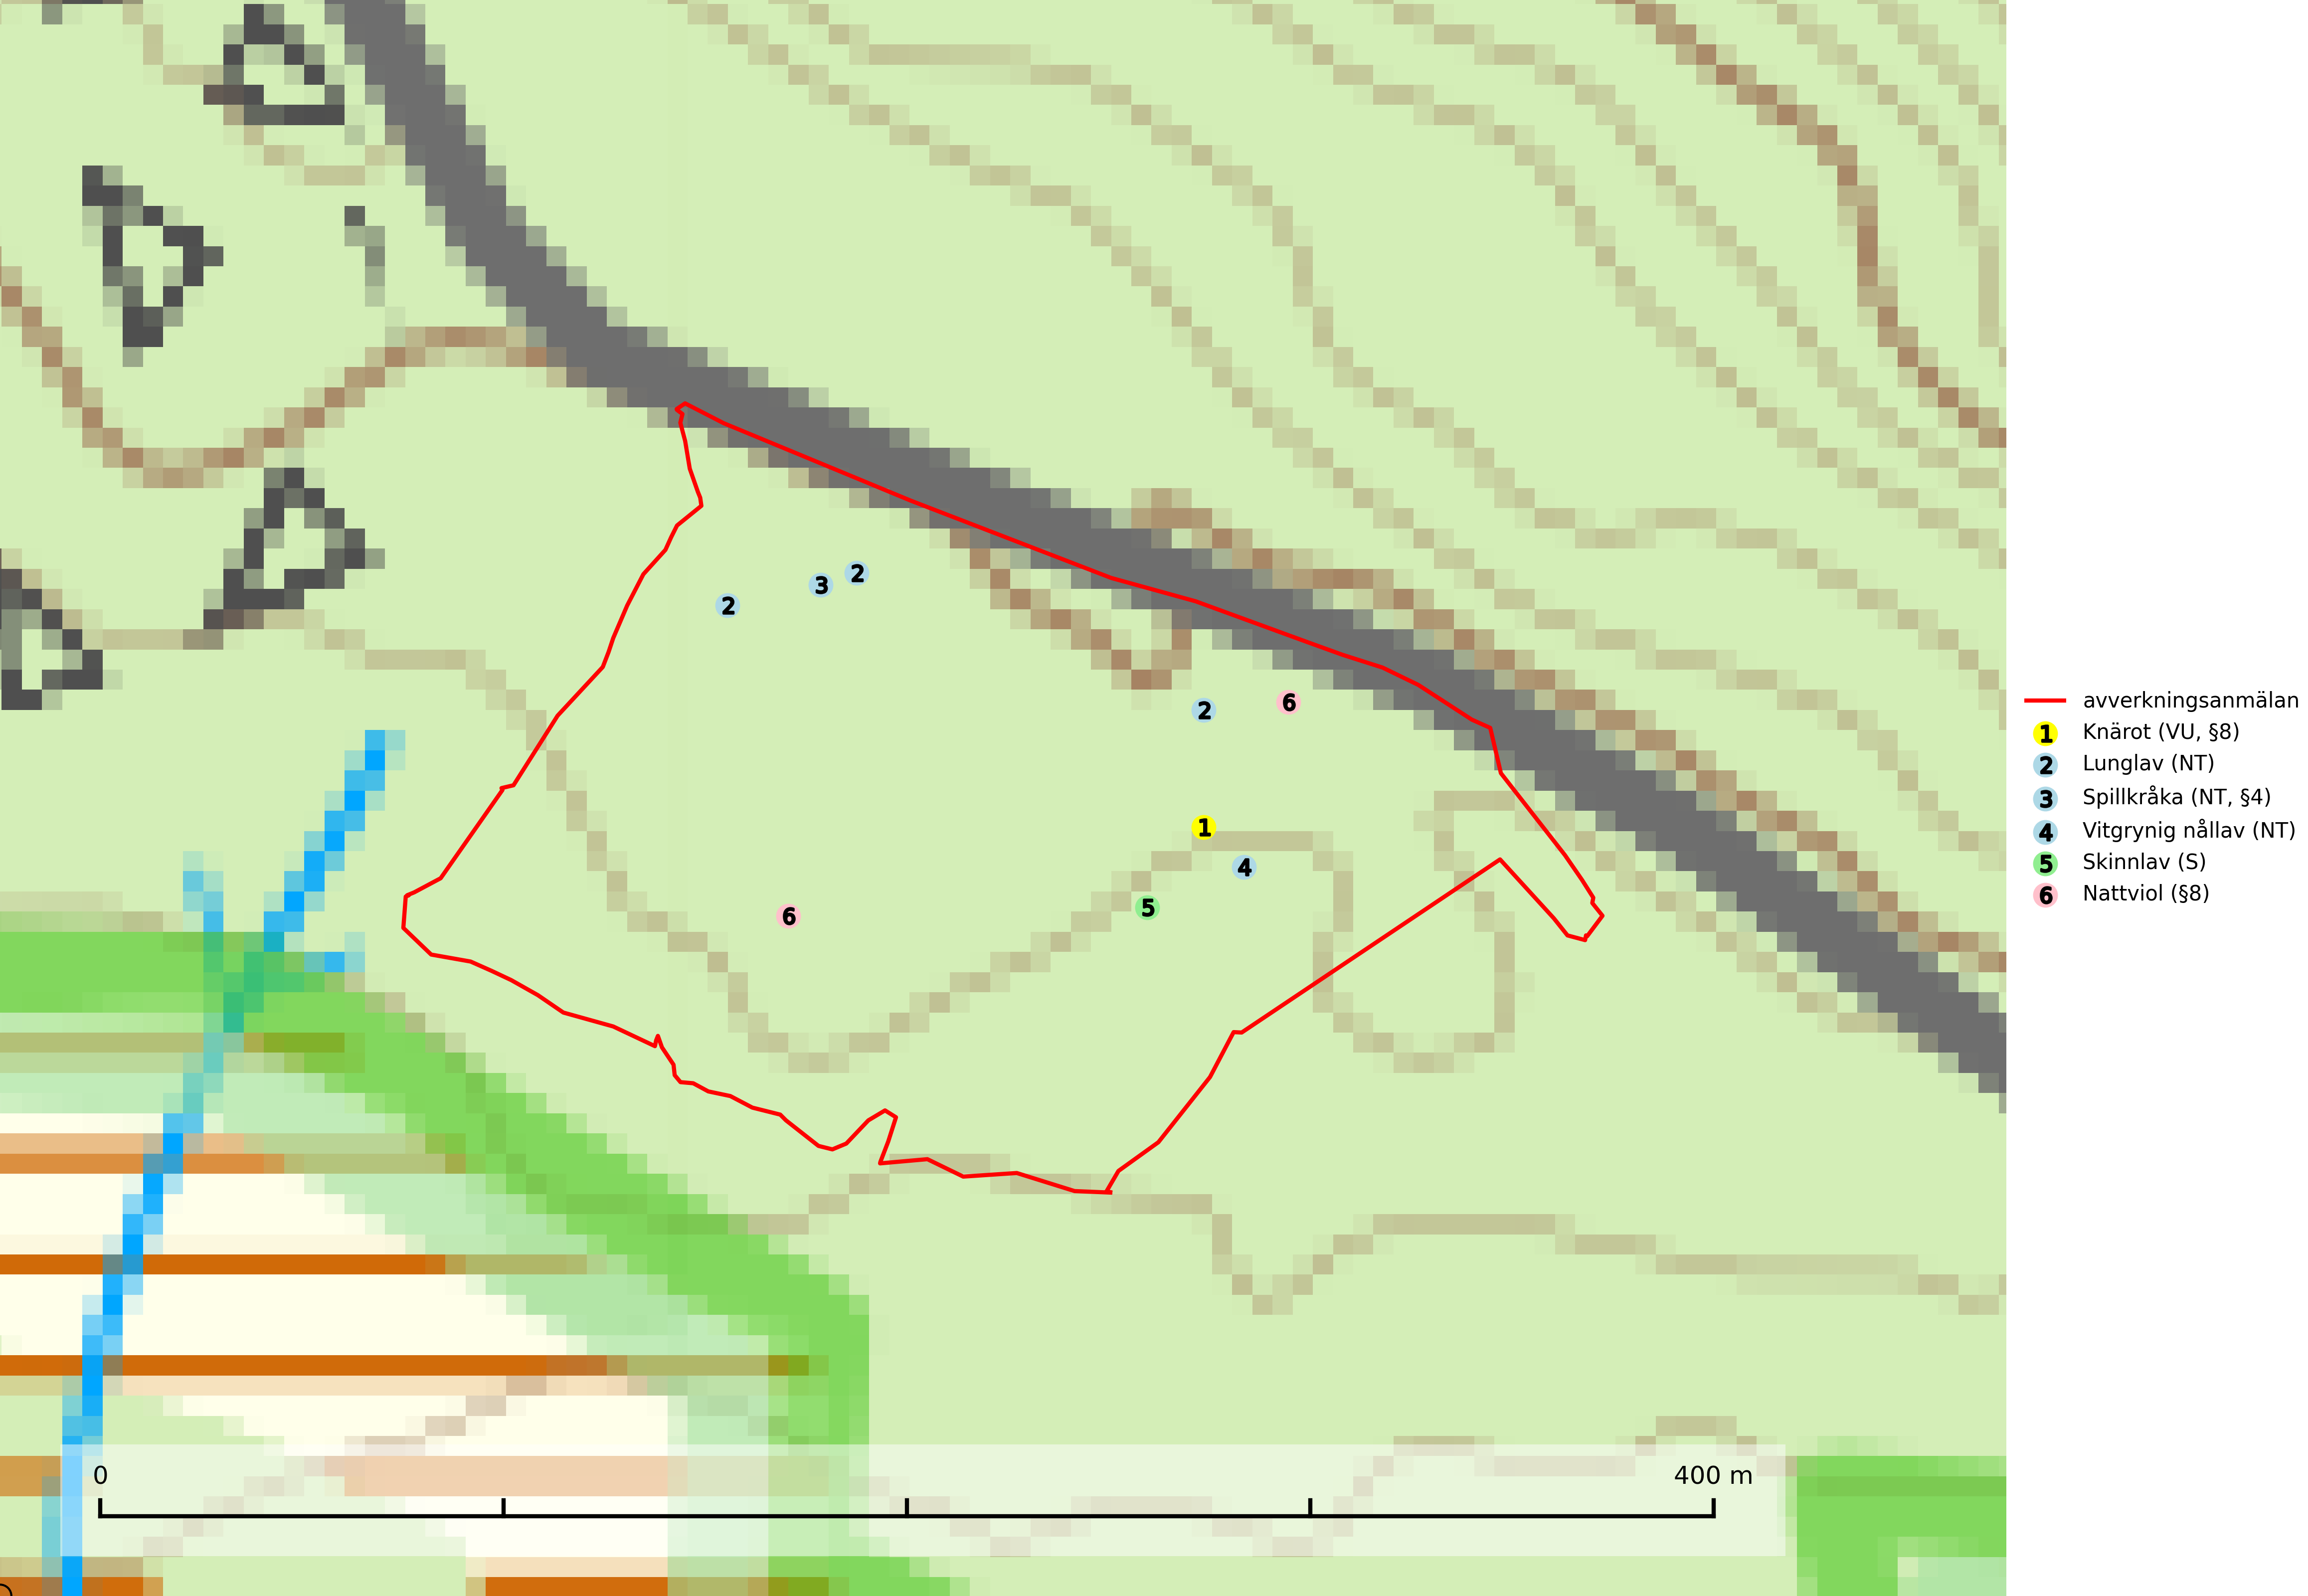 3 2
2
2 6
1
4
5
6
avverkningsanmälan
1 Knärot (VU, §8)
2 Lunglav (NT)
3 Spillkråka (NT, §4)
4 Vitgrynig nållav (NT)
5 Skinnlav (S)
6 Nattviol (§8)
0 400 m